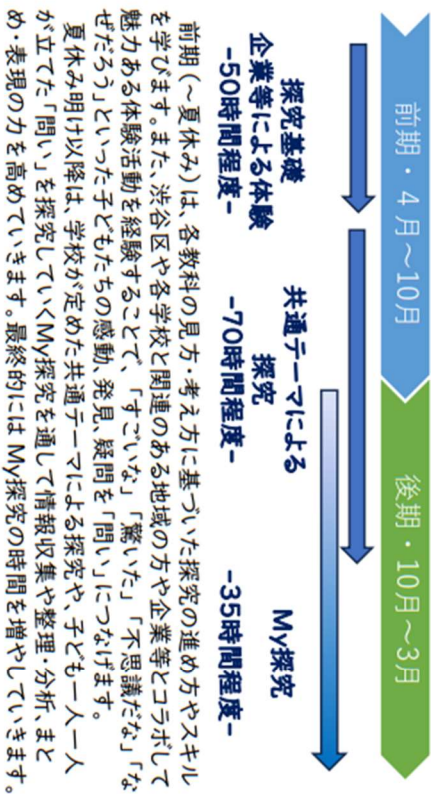 前期・4月～10月
後期・10月～3月
探究基礎
企業等による体験
-50時間程度-
共通テーマによる
探究
-70時間程度-
My探究
-35時間程度-
前期（～夏休み）は、各教科の見方・考え方に基づいた探究の進め方やスキル
を学びます。また、渋谷区や各学校と関連のある地域の方や企業等とコラボして
魅力ある体験活動を経験することで、「すごいな」「驚いた」「不思議だな」「な
ぜだろう」といった子どもたちの感動、発見、疑問を「問い」につなげます。
夏休み明け以降は、学校が定めた共通テーマによる探究や、子ども一人一人
が立てた「問い」を探究していくMy探究を通して情報収集や整理・分析、まと
め・表現の力を高めていきます。最終的には My探究の時間を増やしていきます。